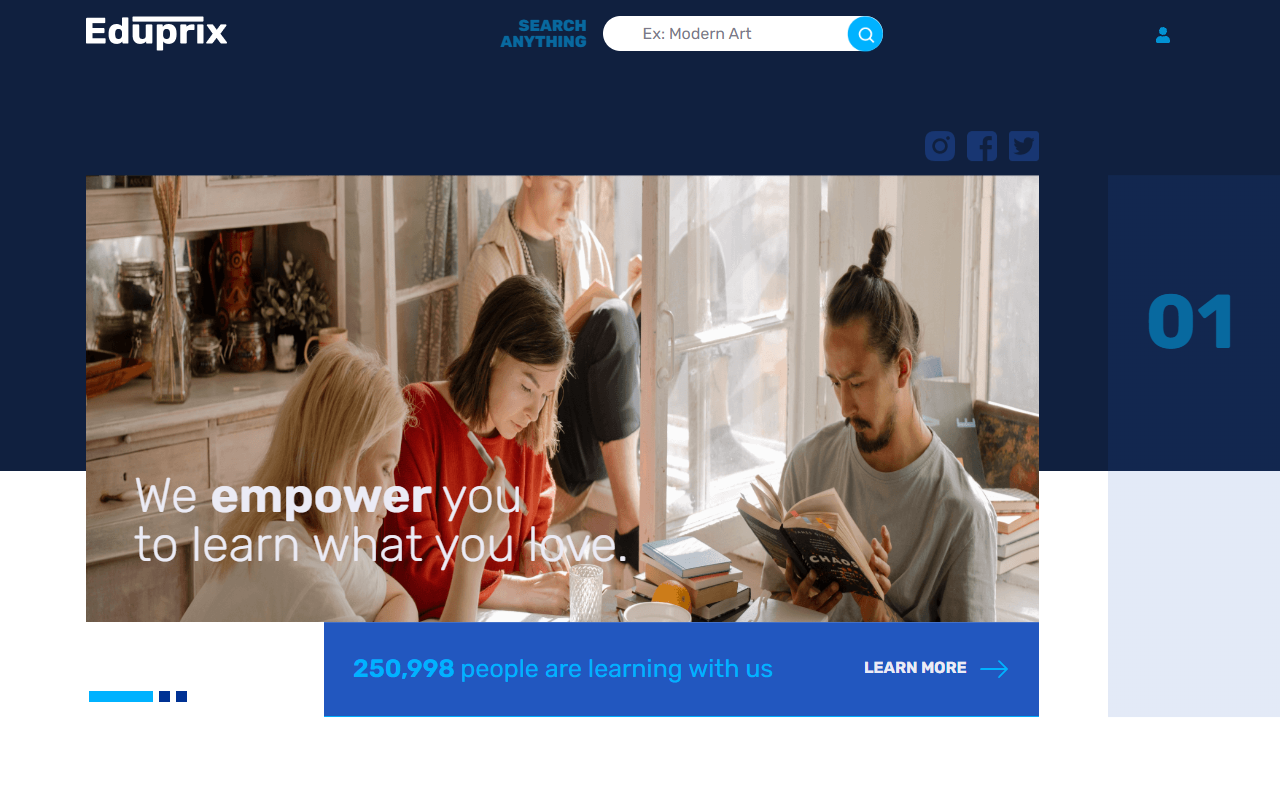 Eduprix
SEARCH
ANYTHING
Ex: Modern Art
01
We empower you
to learn what you love.
CHAOS
250,998 people are learning with us
LEARN MORE